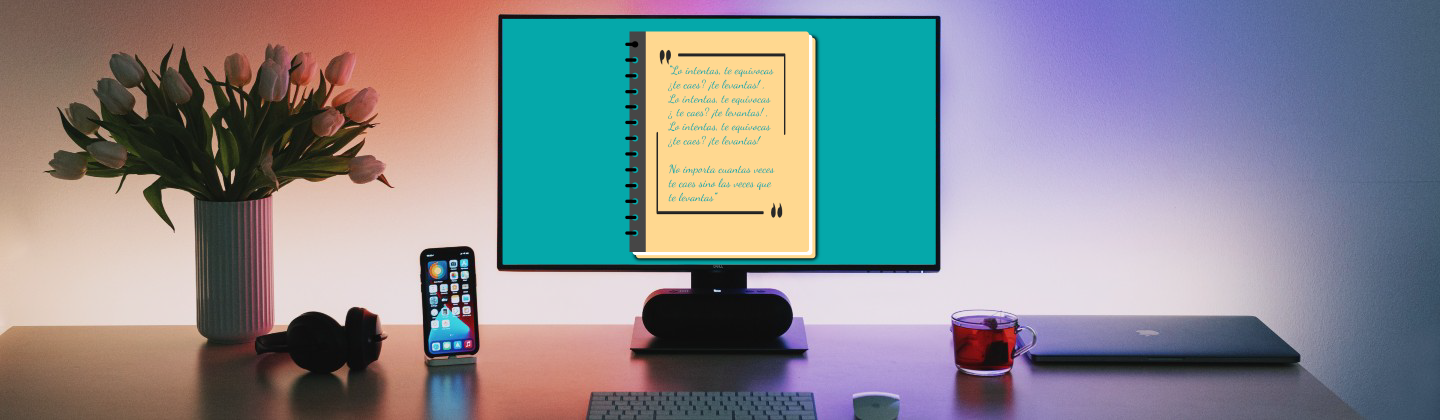 "Lo intentas, te equivocas
¿te caes? ¡te levantas! .
Lo intentas, te equivocas
¿ te caes? ¡te levantas! .
Lo intentas, te equivocas
¿te caes? ¡te levantas!
No importa cuantas veces
te caes sino las veces que
te levantas"